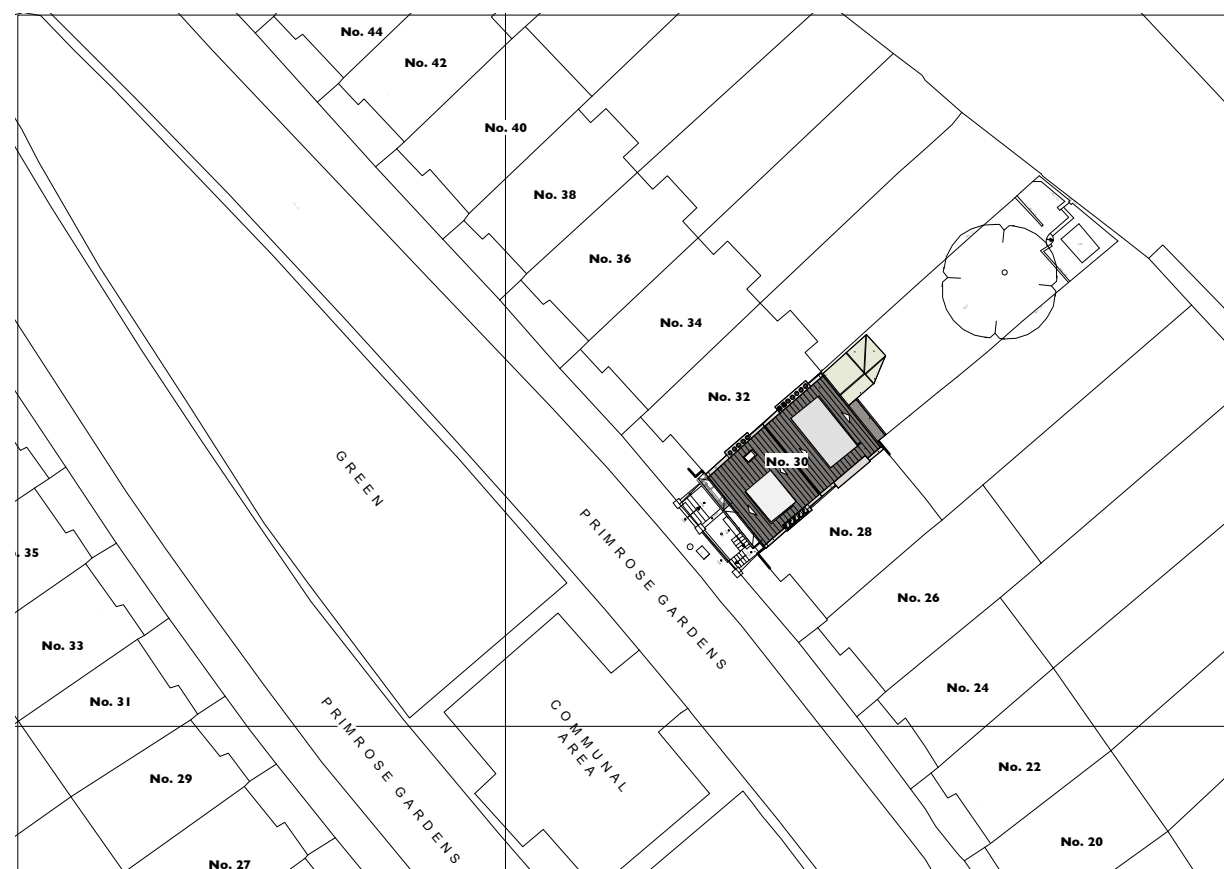 No. 44
No. 42
No. 40
No. 38
No. 36
No. 34
No. 32
No. 30
No. 28
No. 26
No. 24
No. 22
No. 20
GREEN
PRIMROSE GARDENS
COMMUNAL
AREA
PRIMROSE GARDENS
. 35
No. 33
No. 31
No. 29
No. 27